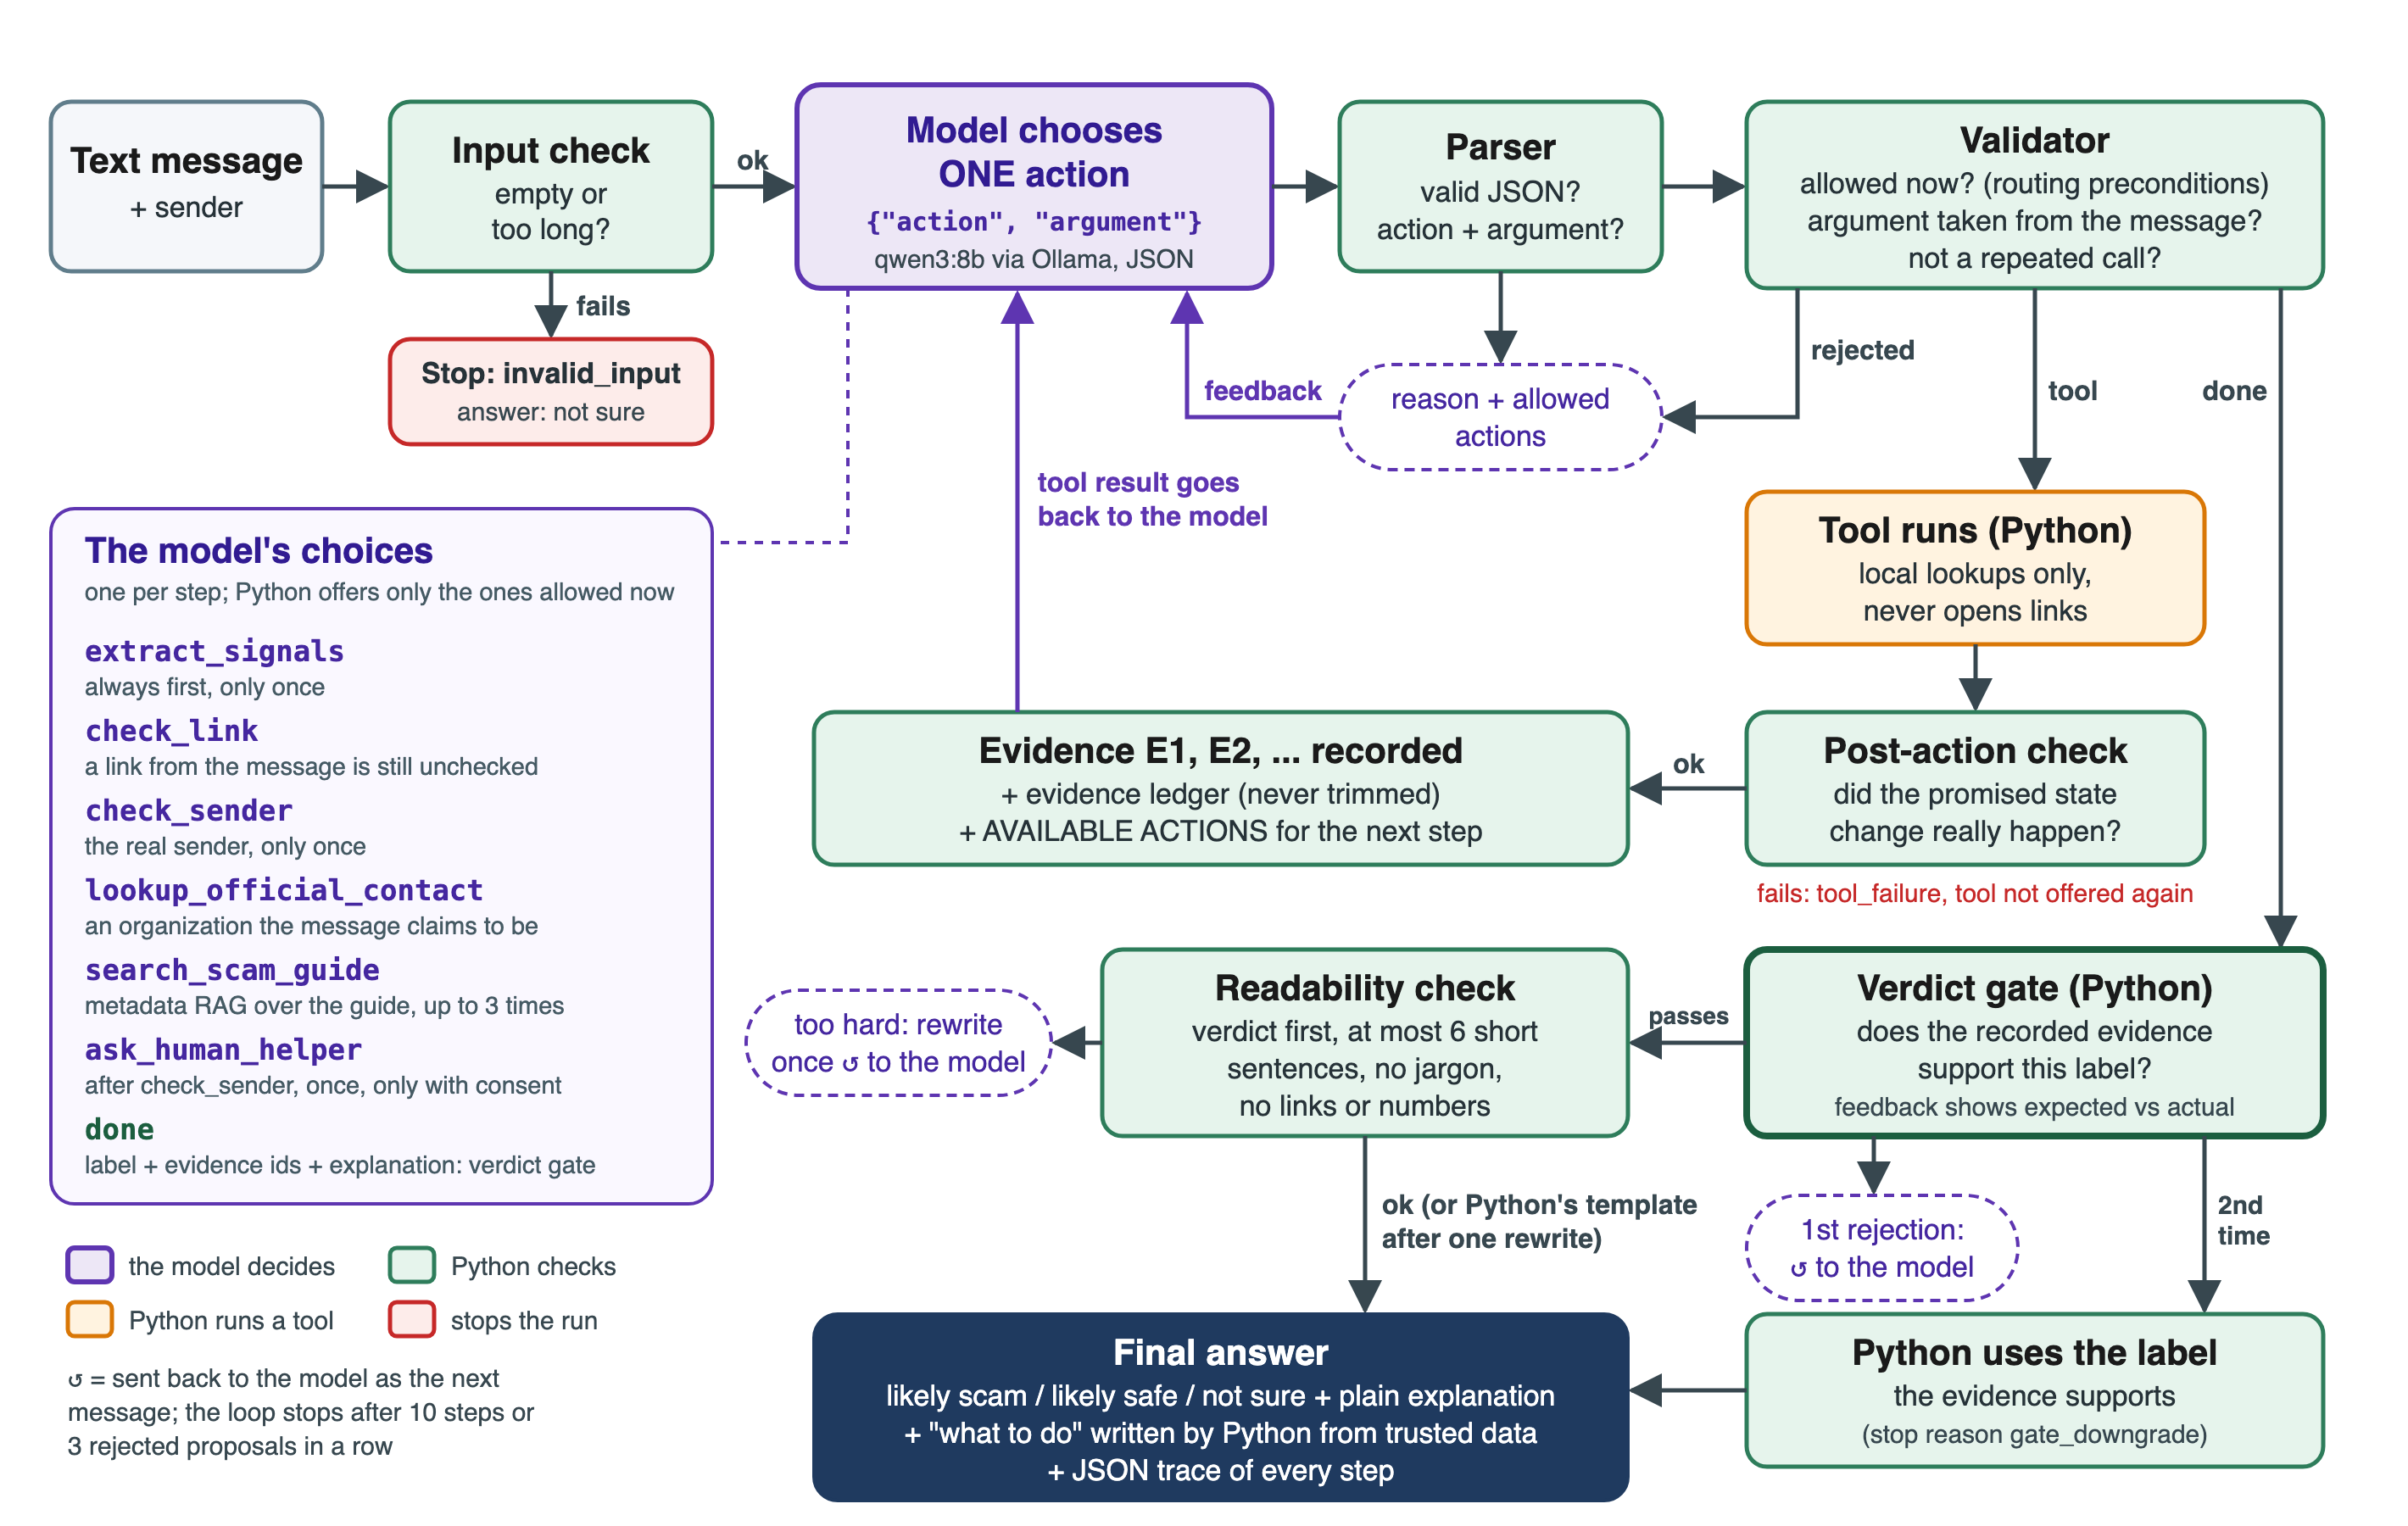 Text message
+ sender
Input check
empty or
too long?
ok
fails
Stop: invalid_input
answer: not sure
Model chooses
ONE action
{"action", "argument"}
qwen3:8b via Ollama, JSON
Parser
valid JSON?
action + argument?
Validator
allowed now? (routing preconditions)
argument taken from the message?
not a repeated call?
feedback
reason + allowed
actions
rejected
tool
done
tool result goes
back to the model
Tool runs (Python)
local lookups only,
never opens links
Post-action check
did the promised state
change really happen?
fails: tool_failure, tool not offered again
ok
Evidence E1, E2, ... recorded
+ evidence ledger (never trimmed)
+ AVAILABLE ACTIONS for the next step
The model's choices
one per step; Python offers only the ones allowed now
extract_signals
always first, only once
check_link
a link from the message is still unchecked
check_sender
the real sender, only once
lookup_official_contact
an organization the message claims to be
search_scam_guide
metadata RAG over the guide, up to 3 times
ask_human_helper
after check_sender, once, only with consent
done
label + evidence ids + explanation: verdict gate
Verdict gate (Python)
does the recorded evidence
support this label?
feedback shows expected vs actual
passes
Readability check
verdict first, at most 6 short
sentences, no jargon,
no links or numbers
too hard: rewrite
once ↺ to the model
ok (or Python's template
after one rewrite)
1st rejection:
↺ to the model
2nd
time
Python uses the label
the evidence supports
(stop reason gate_downgrade)
Final answer
likely scam / likely safe / not sure + plain explanation
+ "what to do" written by Python from trusted data
+ JSON trace of every step
the model decides
Python checks
Python runs a tool
stops the run
↺ = sent back to the model as the next
message; the loop stops after 10 steps or
3 rejected proposals in a row